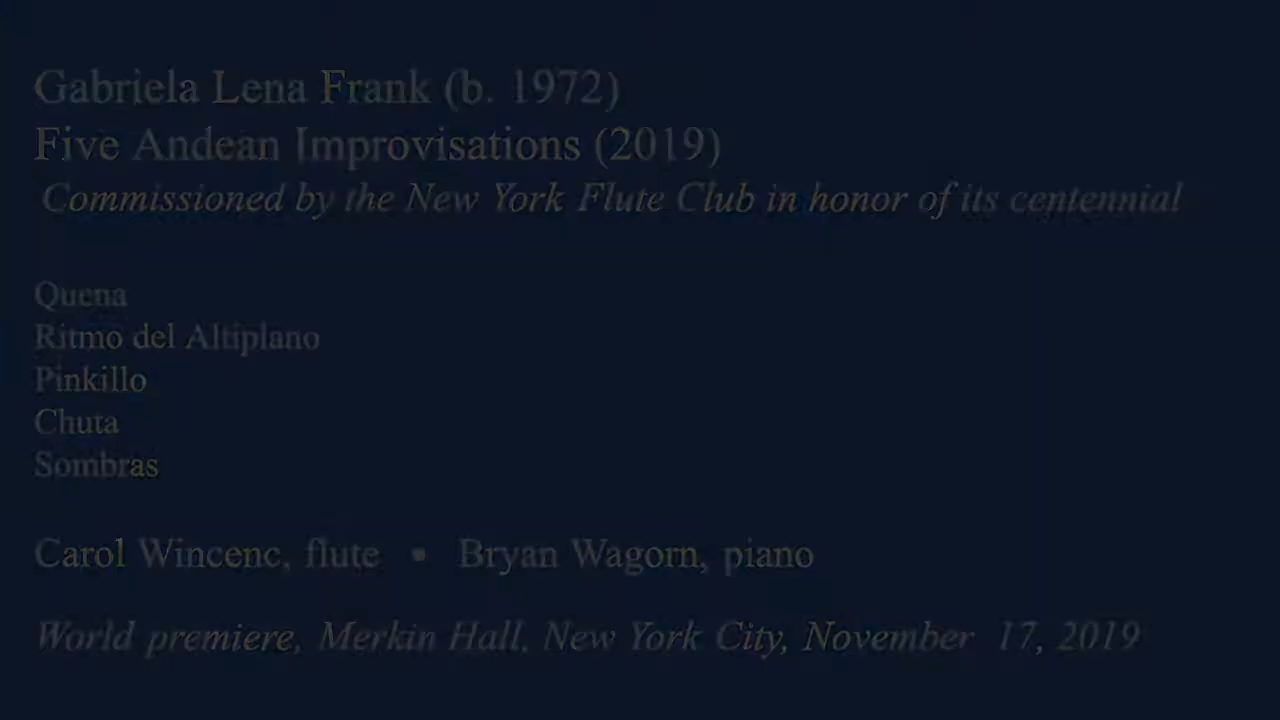 Gabriela Lena Frank (b. 1972)
Five Andean Improvisations (2019)
Commissioned by the New York Flute Club in honor of its centennial
Quena
Ritmo del Altiplano
Pinkillo
Chuta
Sombras
Carol Wincenc, flute • Bryan Wagorn, piano
World premiere, Merkin Hall, New York City, November 17, 2019